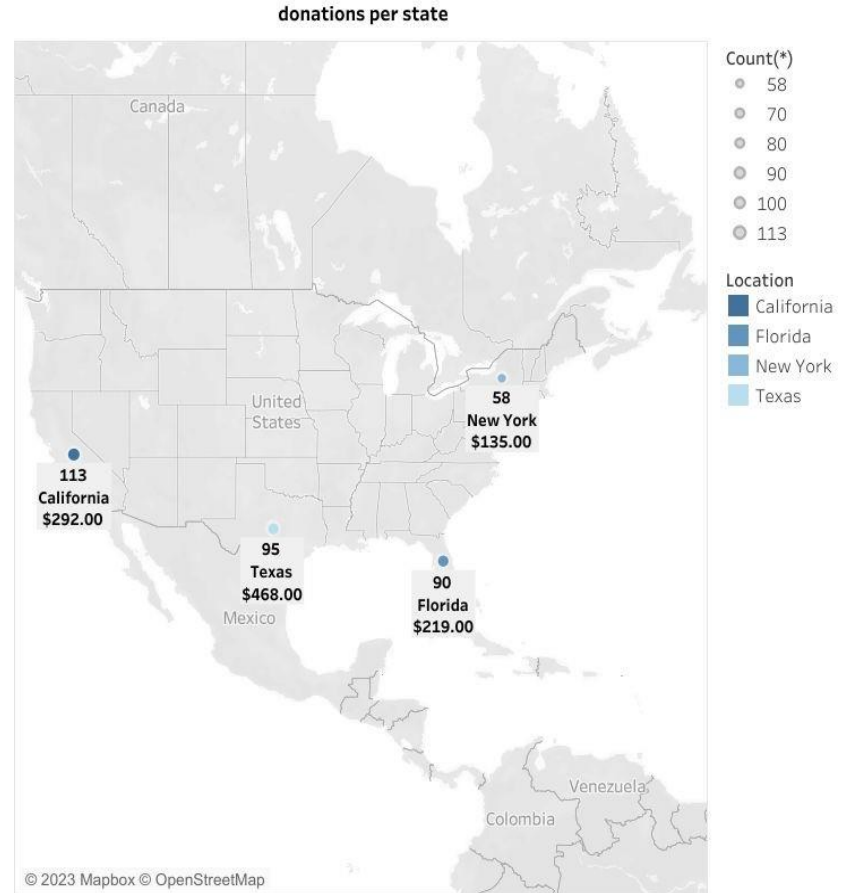 donations per state
Canada
United
States
58
New York
$135.00
113
California
$292.00
95
Texas
$468.00
90
Florida
$219.00
Mexico
Venezuela
Colombia
© 2023 Mapbox © OpenStreetMap
Count(*)
58
70
80
90
100
113
Location
California
Florida
New York
Texas